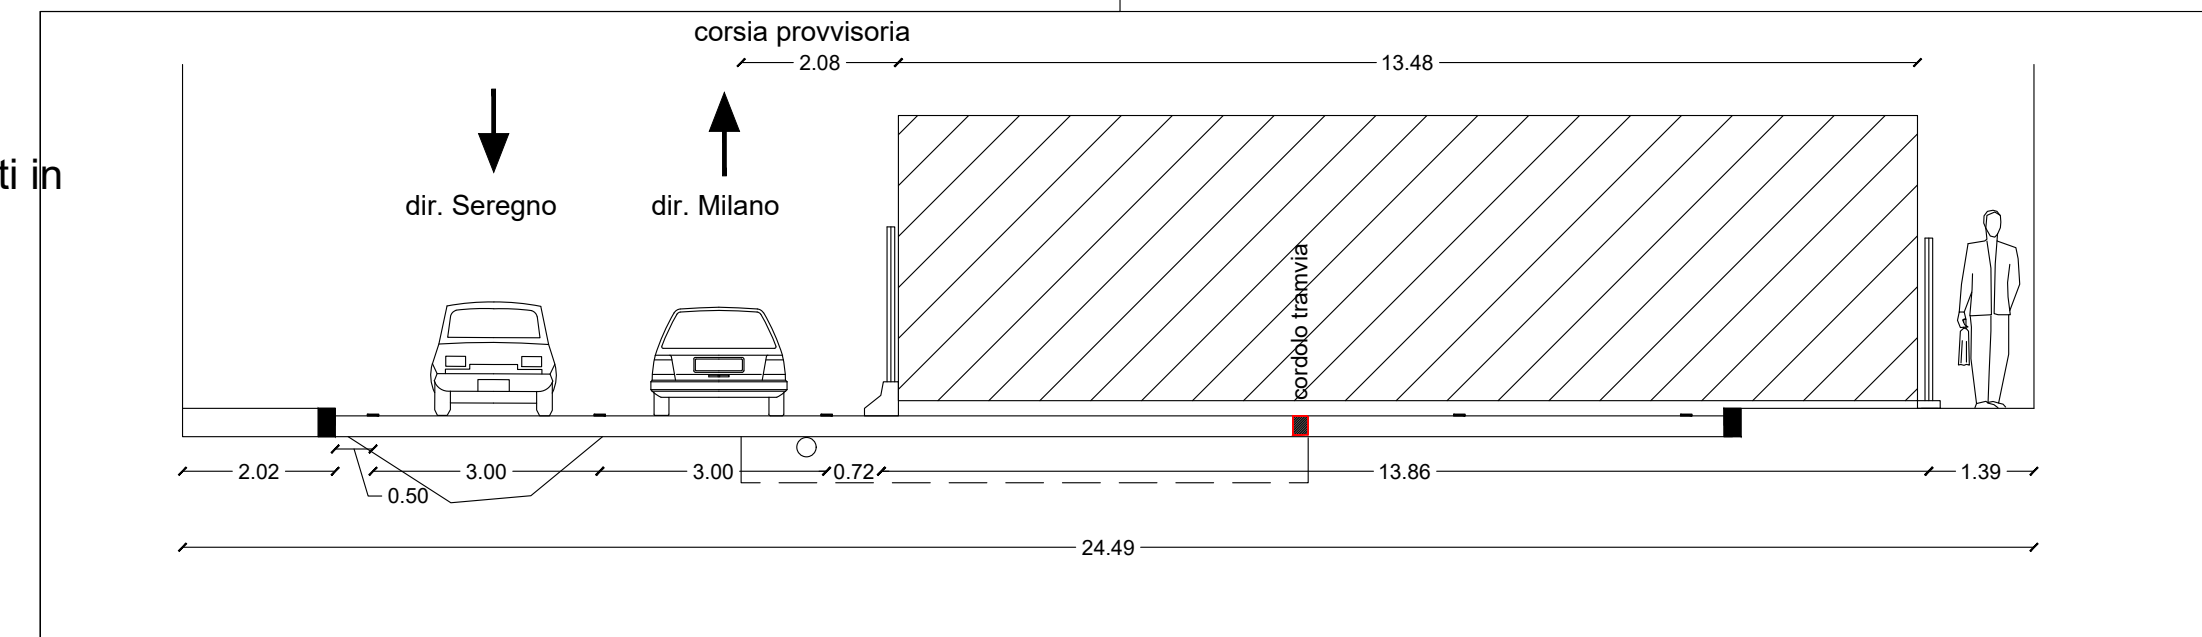 corsia provvisoria
2.08
13.48
ti in
dir. Seregno
dir. Milano
cordolo tramvia
2.02
3.00
3.00
0.72
13.86
1.39
0.50
24.49